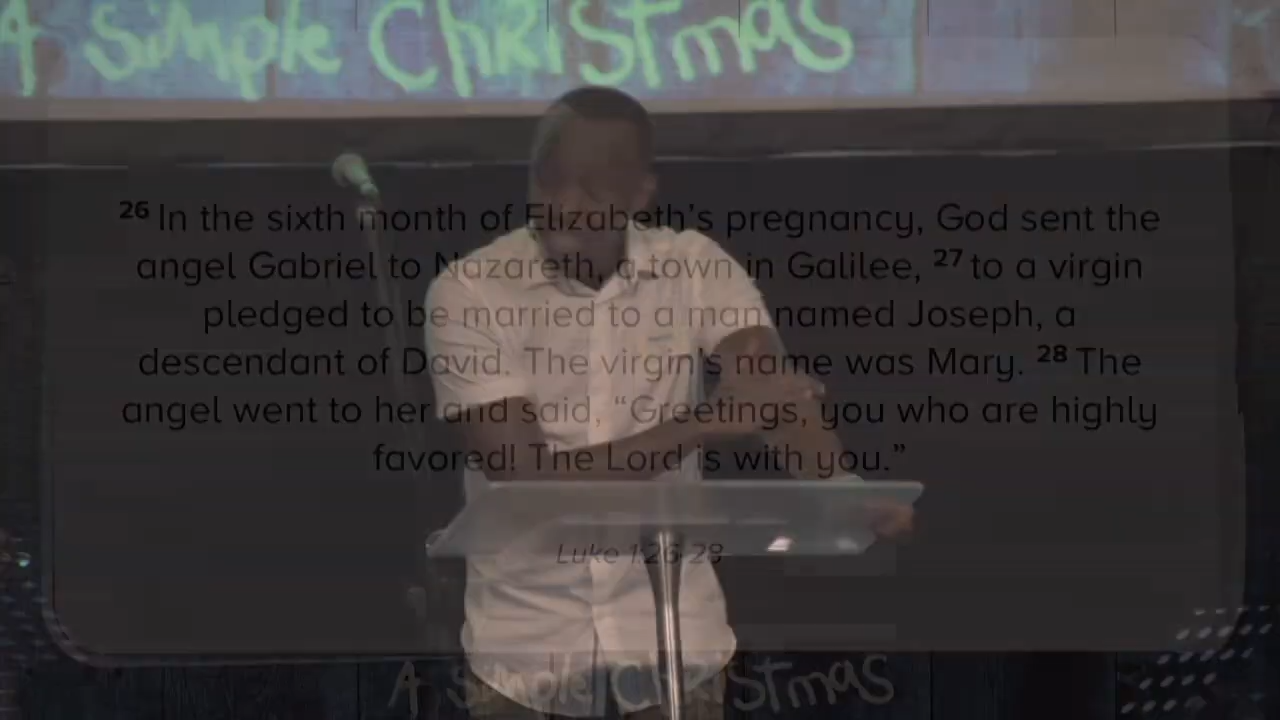 A Simple Christmas
26 In the sixth month of Elizabeth's pregnancy, God sent the
angel Gabriel to Nazareth, a town in Galilee, 27 to a virgin
pledged to be married to a man named Joseph, a
descendant of David. The virgin's name was Mary. 28 The
angel went to her and said, “Greetings, you who are highly
favored! The Lord is with you.”
Luke 1:26-28
A Simple Christmas